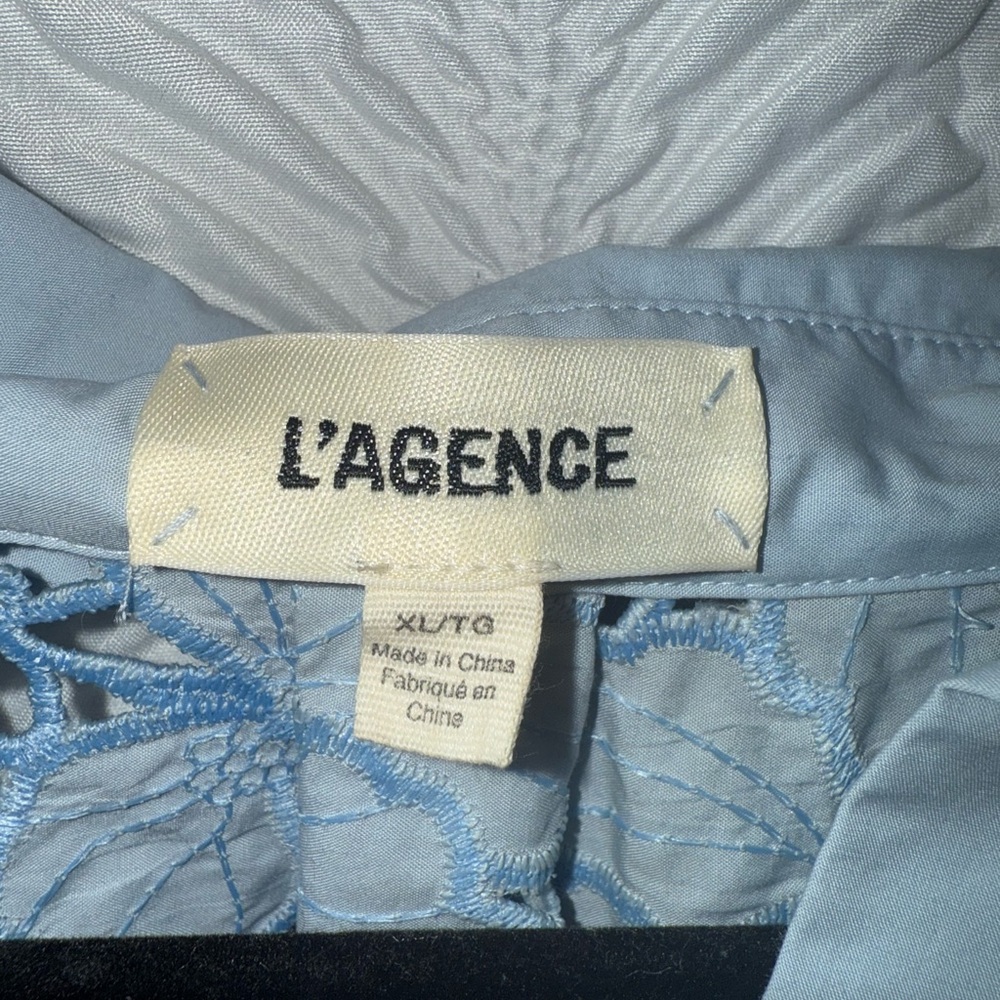 L'AGENCE
XL/TG
Made in China
Fabriqué en
Chine